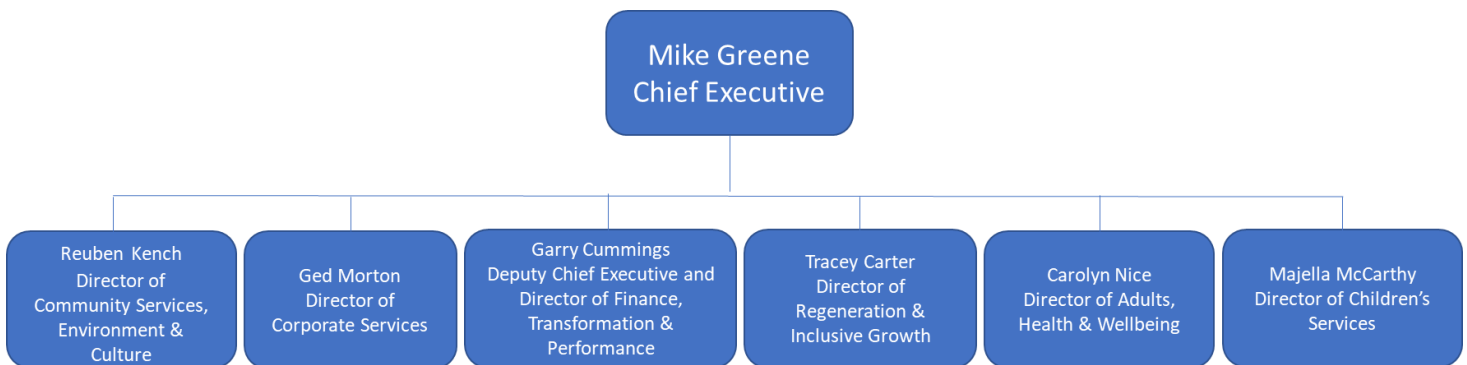 Mike Greene
Chief Executive
Reuben Kench
Director of
Community Services,
Environment &
Culture
Ged Morton
Director of
Corporate Services
Garry Cummings
Deputy Chief Executive and
Director of Finance,
Transformation &
Performance
Tracey Carter
Director of
Regeneration &
Inclusive Growth
Carolyn Nice
Director of Adults,
Health & Wellbeing
Majella McCarthy
Director of Children’s
Services